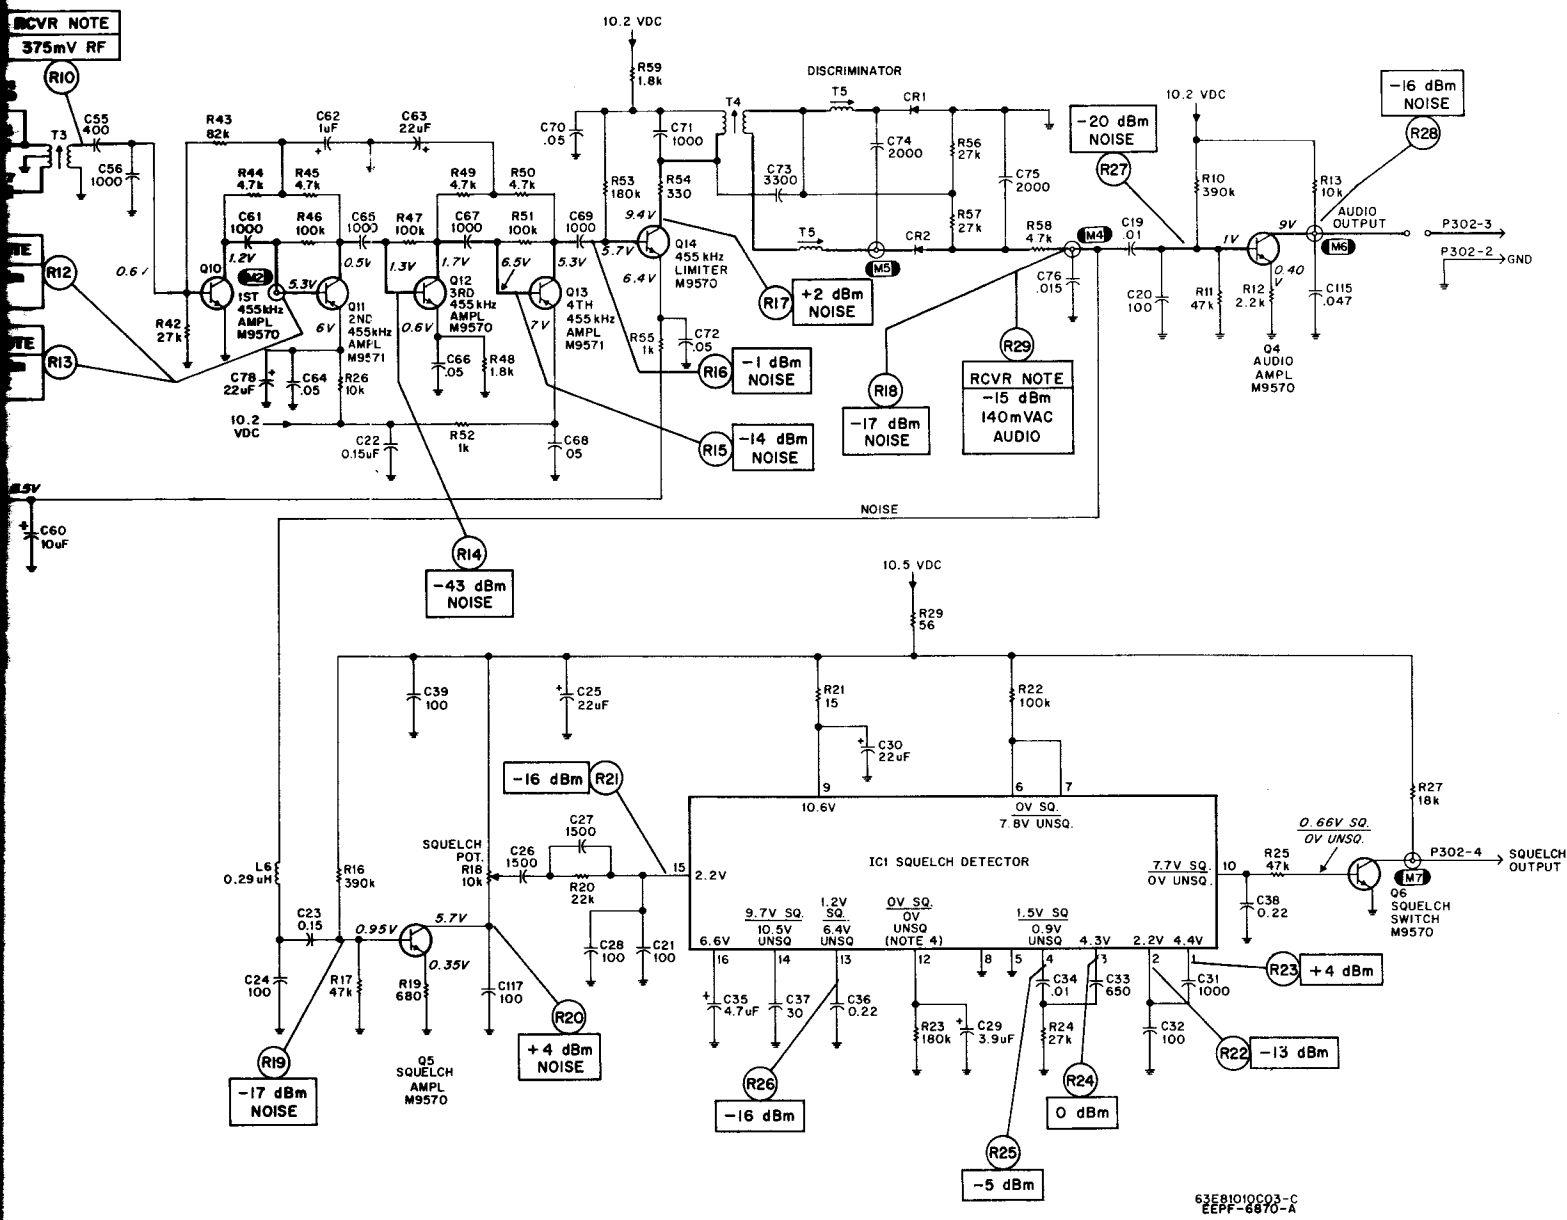 RCVR NOTE
375mV RF
R10
T3
C55
400
C56
1000
R12
R13
0.6V
R42
27k
R43
82k
R44
4.7k
R45
4.7k
C61
1000
1.2V
R46
100k
M2
Q10
1ST
455kHz
AMPL
M9570
5.3V
6V
C78
22uF
C64
.05
R26
10k
10.2
VDC
C62
1uF
C63
22uF
C65
1000
0.5V
Q11
2ND
455kHz
AMPL
M9571
R47
100k
1.3V
0.6V
R49
4.7k
R50
4.7k
C67
1000
1.7V
R51
100k
6.5V
Q12
3RD
455kHz
AMPL
M9570
C66
.05
R48
1.8k
C22
0.15uF
R52
1k
C69
1000
5.3V
Q13
4TH
455kHz
AMPL
M9571
7V
C68
05
10.2 VDC
R59
1.8k
C70
.05
C71
1000
R53
180k
R54
330
9.4V
5.7V
6.4V
Q14
455 kHz
LIMITER
M9570
R55
1k
C72
.05
R16
-1 dBm
NOISE
R15
-14 dBm
NOISE
R14
-43 dBm
NOISE
R17
+2 dBm
NOISE
DISCRIMINATOR
T4
T5
CR1
C74
2000
C73
3300
R56
27k
C75
2000
R57
27k
T5
CR2
M5
R58
4.7k
M4
C76
.015
R18
-17 dBm
NOISE
R29
RCVR NOTE
-15 dBm
140mVAC
AUDIO
-20 dBm
NOISE
R27
C19
.01
C20
100
10.2 VDC
R10
390k
R11
47k
1V
R12
2.2k
0.40
V
Q4
AUDIO
AMPL
M9570
R13
10k
9V
C115
.047
-16 dBm
NOISE
R28
AUDIO
OUTPUT
M6
P302-3
P302-2
GND
8.5V
C60
10uF
NOISE
10.5 VDC
R29
56
C39
100
C25
22uF
R21
15
C30
22uF
R22
100k
R27
18k
-16 dBm
R21
9
10.6V
6
7
0V SQ.
7.8V UNSQ.
L6
0.29uH
R16
390k
C23
0.15
C24
100
R17
47k
0.95V
5.7V
0.35V
R19
680
C117
100
SQUELCH
POT.
R18
10k
C26
1500
C27
1500
R20
22k
C28
100
C21
100
15
2.2V
IC1 SQUELCH DETECTOR
7.7V SQ.
0V UNSQ.
10
R25
47k
C38
0.22
0.66V SQ.
0V UNSQ.
Q6
SQUELCH
SWITCH
M9570
P302-4
M7
SQUELCH
OUTPUT
6.6V
16
9.7V SQ.
10.5V
UNSQ
14
1.2V
SQ.
6.4V
UNSQ
13
0V SQ.
0V
UNSQ
(NOTE 4)
12
8
5
1.5V SQ
0.9V
UNSQ
4
4.3V
3
2.2V
2
4.4V
1
C35
4.7uF
C37
30
C36
0.22
R23
180k
C29
3.9uF
C34
.01
R24
27k
C33
650
C32
100
C31
1000
R23
+4 dBm
R22
-13 dBm
R24
0 dBm
R25
-5 dBm
R26
-16 dBm
R20
+4 dBm
NOISE
R19
-17 dBm
NOISE
Q5
SQUELCH
AMPL
M9570
63E81010C03-C
EEPF-6870-A